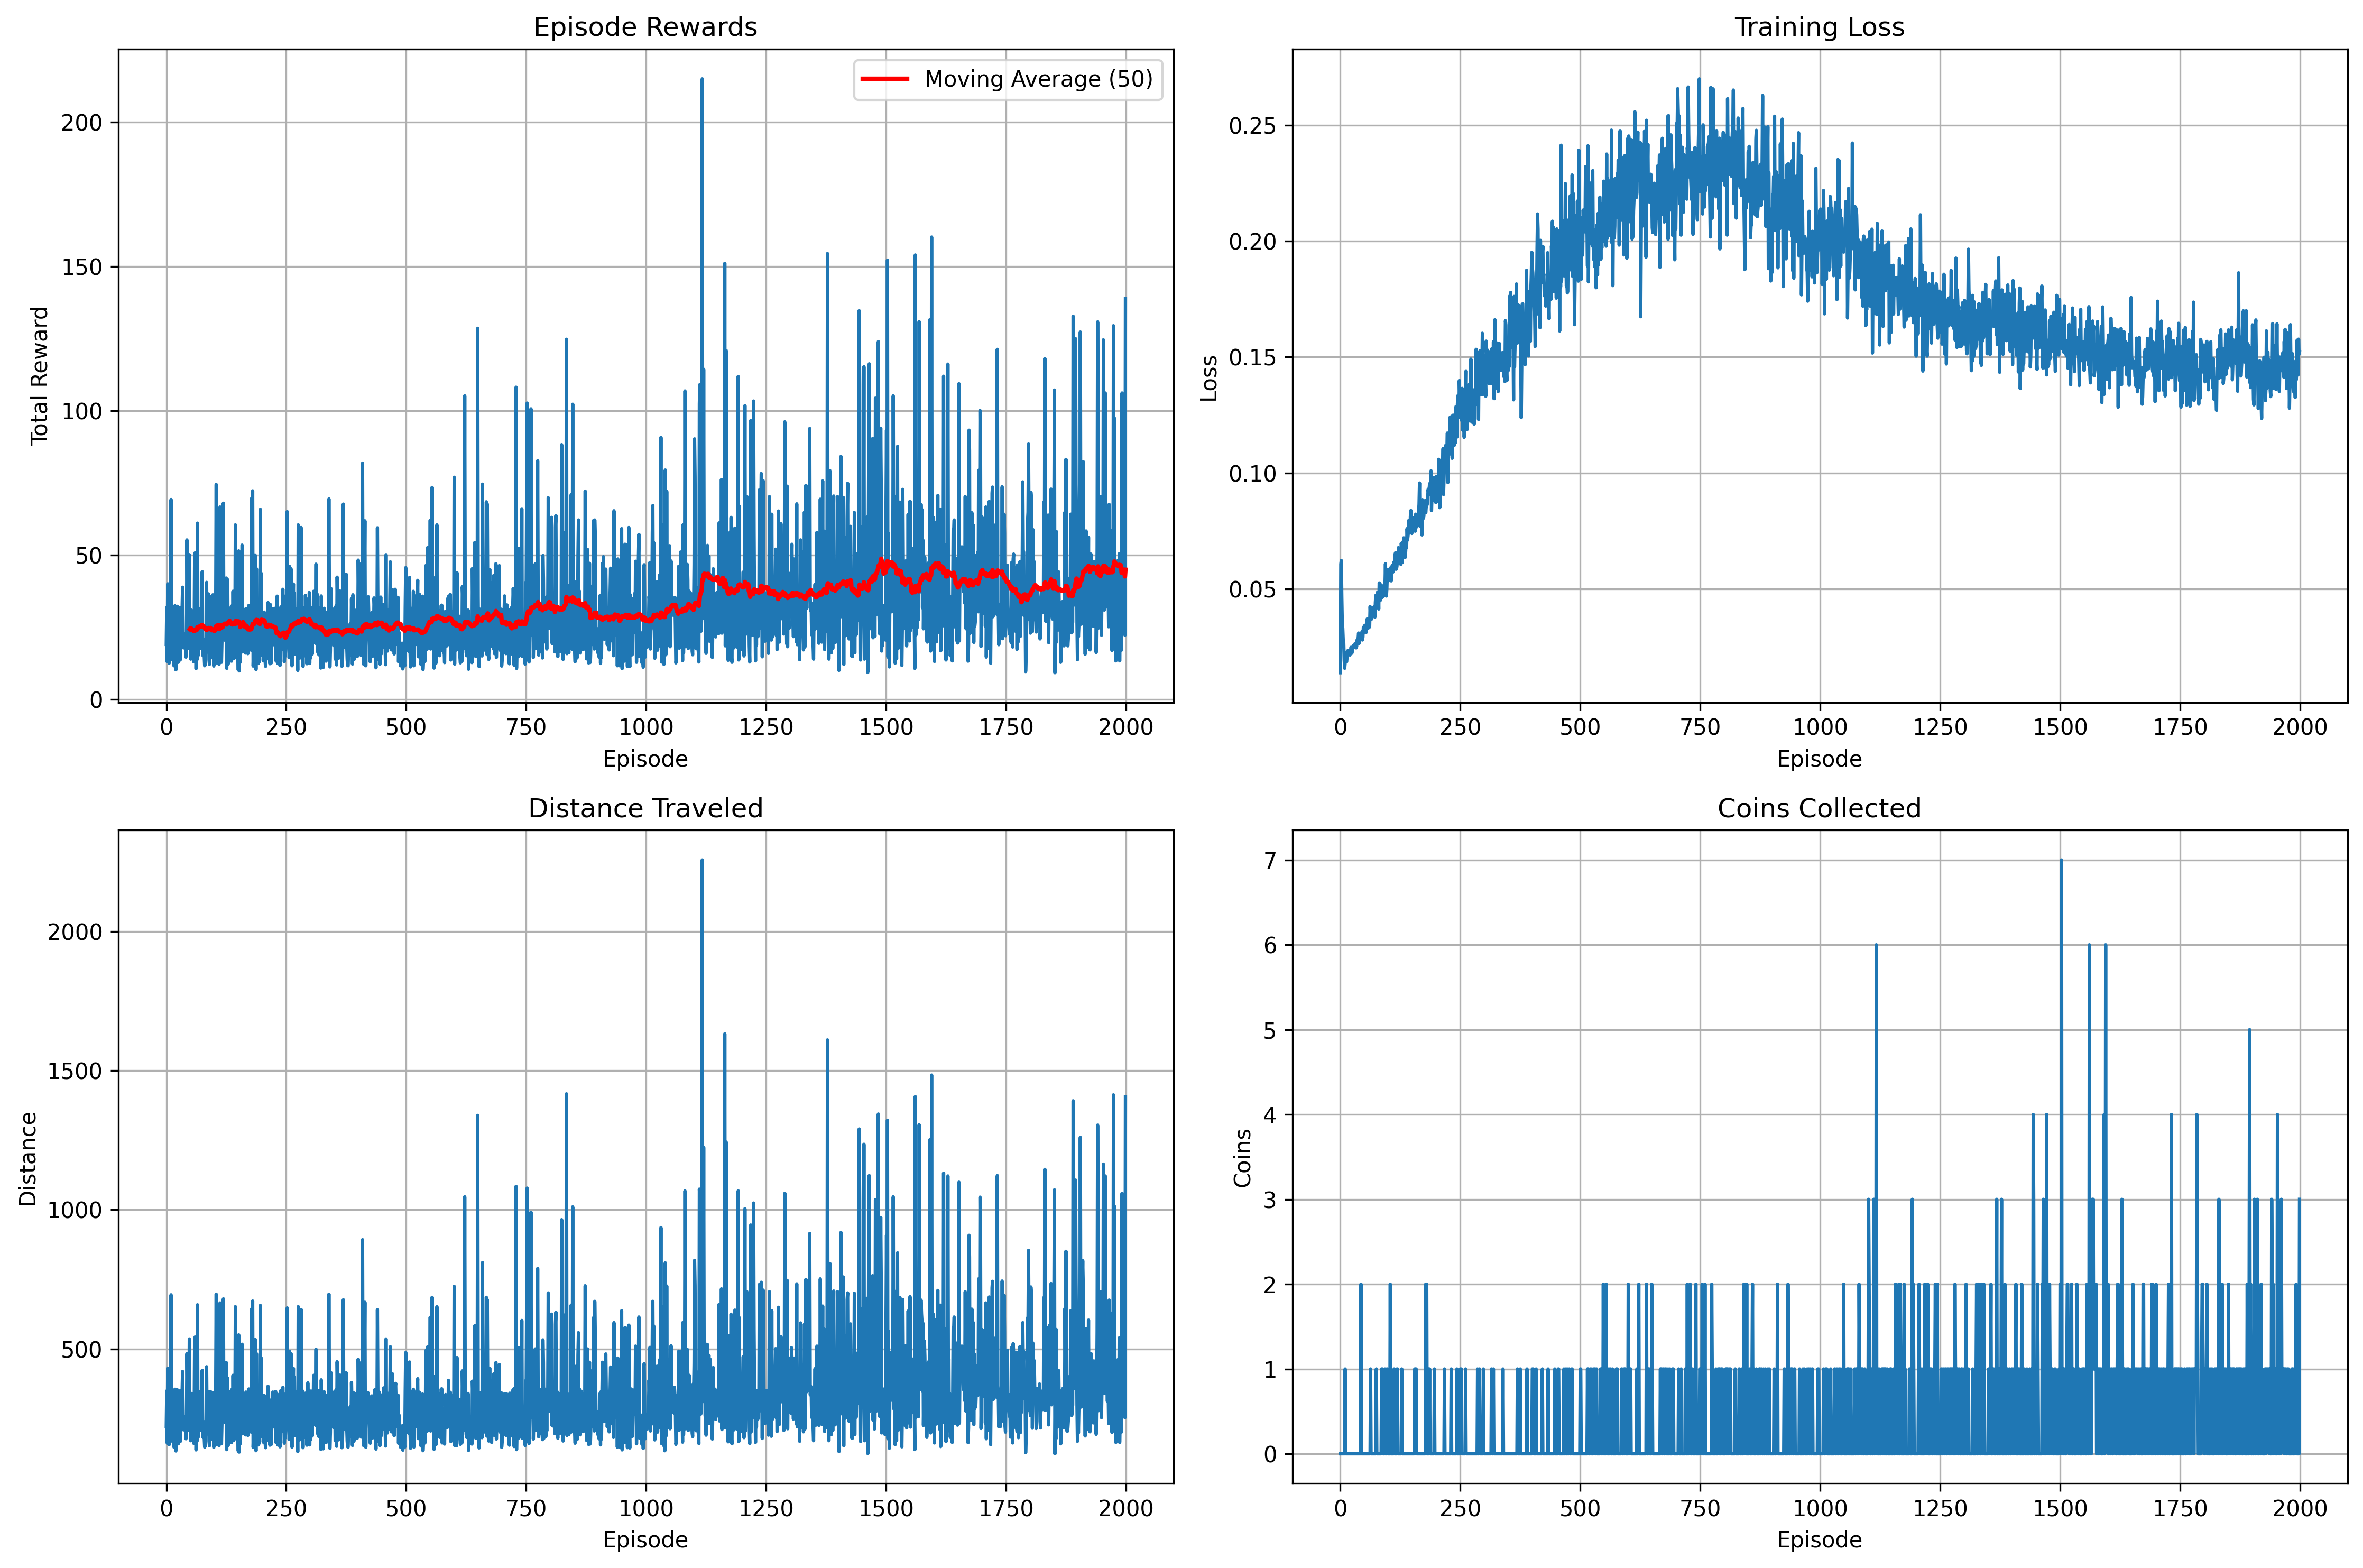 Episode Rewards
Total Reward
200
150
100
50
0
Moving Average (50)
0 250 500 750 1000 1250 1500 1750 2000
Episode
Training Loss
Loss
0.25
0.20
0.15
0.10
0.05
0 250 500 750 1000 1250 1500 1750 2000
Episode
Distance Traveled
Distance
2000
1500
1000
500
0 250 500 750 1000 1250 1500 1750 2000
Episode
Coins Collected
Coins
7
6
5
4
3
2
1
0
0 250 500 750 1000 1250 1500 1750 2000
Episode